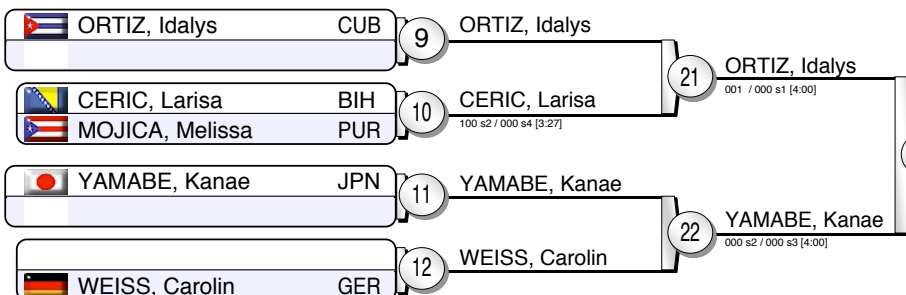 ORTIZ, Idalys CUB
9
ORTIZ, Idalys
CERIC, Larisa BIH
MOJICA, Melissa PUR
10
CERIC, Larisa
100 s2 / 000 s4 [3:27]
21
ORTIZ, Idalys
001 / 000 s1 [4:00]
YAMABE, Kanae JPN
11
YAMABE, Kanae
WEISS, Carolin GER
12
WEISS, Carolin
22
YAMABE, Kanae
000 s2 / 000 s3 [4:00]